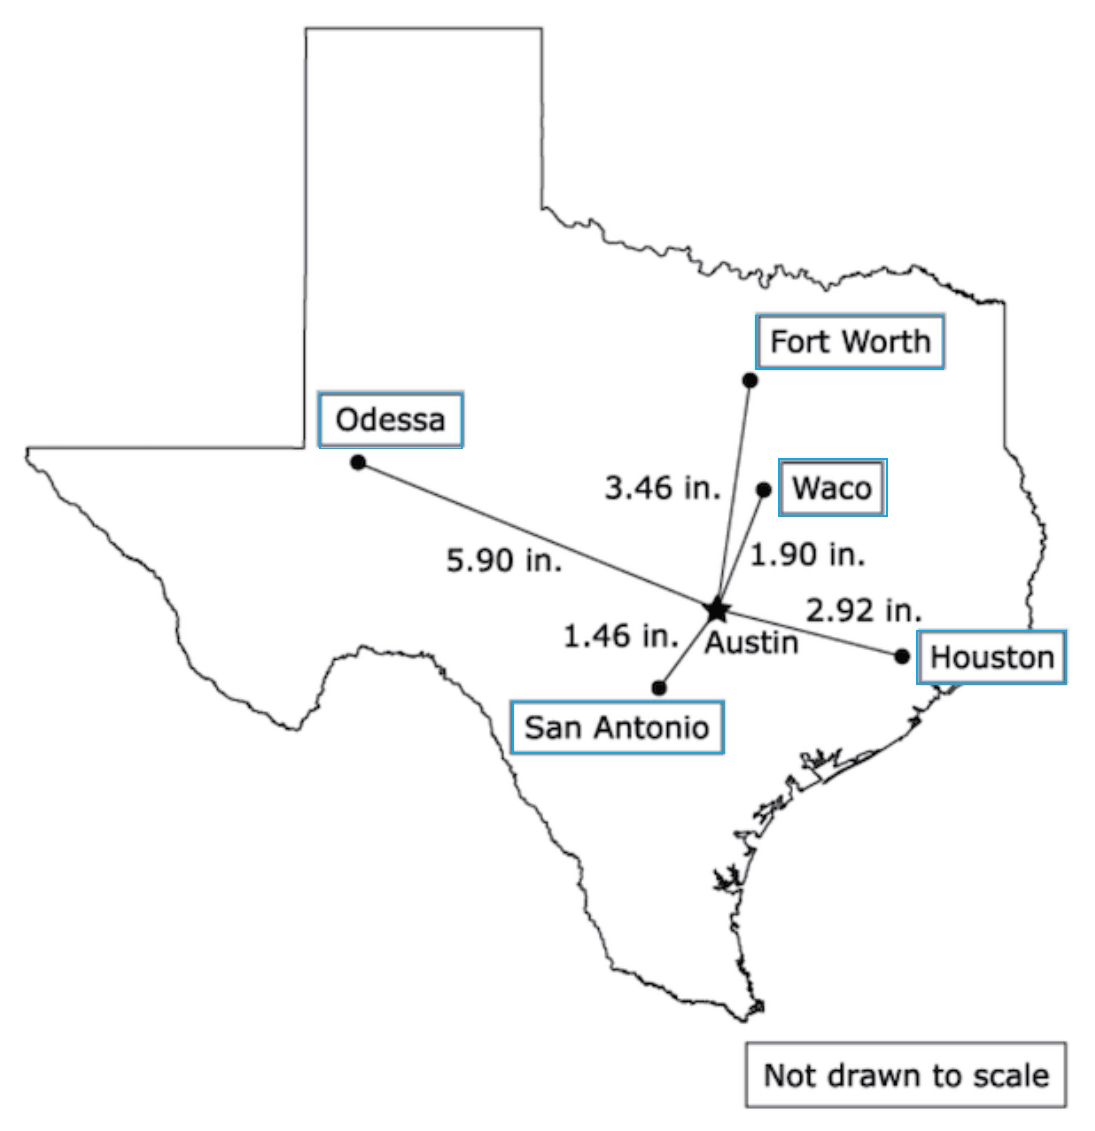 Fort Worth
Odessa
3.46 in.
Waco
5.90 in.
1.90 in.
2.92 in.
1.46 in.
Austin
Houston
San Antonio
Not drawn to scale